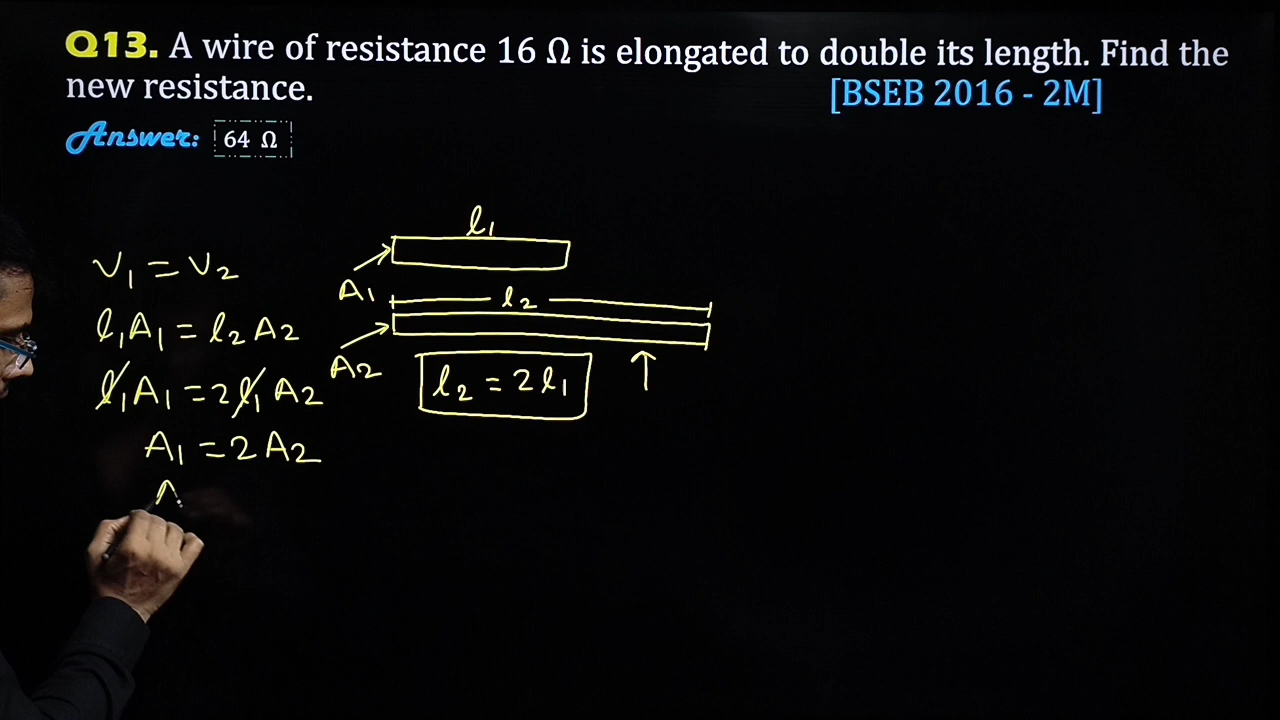 Q13. A wire of resistance 16 Ω is elongated to double its length. Find the
new resistance. [BSEB 2016 - 2M]
Answer: 64 Ω
l₁
V₁ = V₂
A₁
l₂
l₁A₁ = l₂A₂
A₂
l₂ = 2l₁
l₁A₁ = 2l₁A₂
A₁ = 2A₂